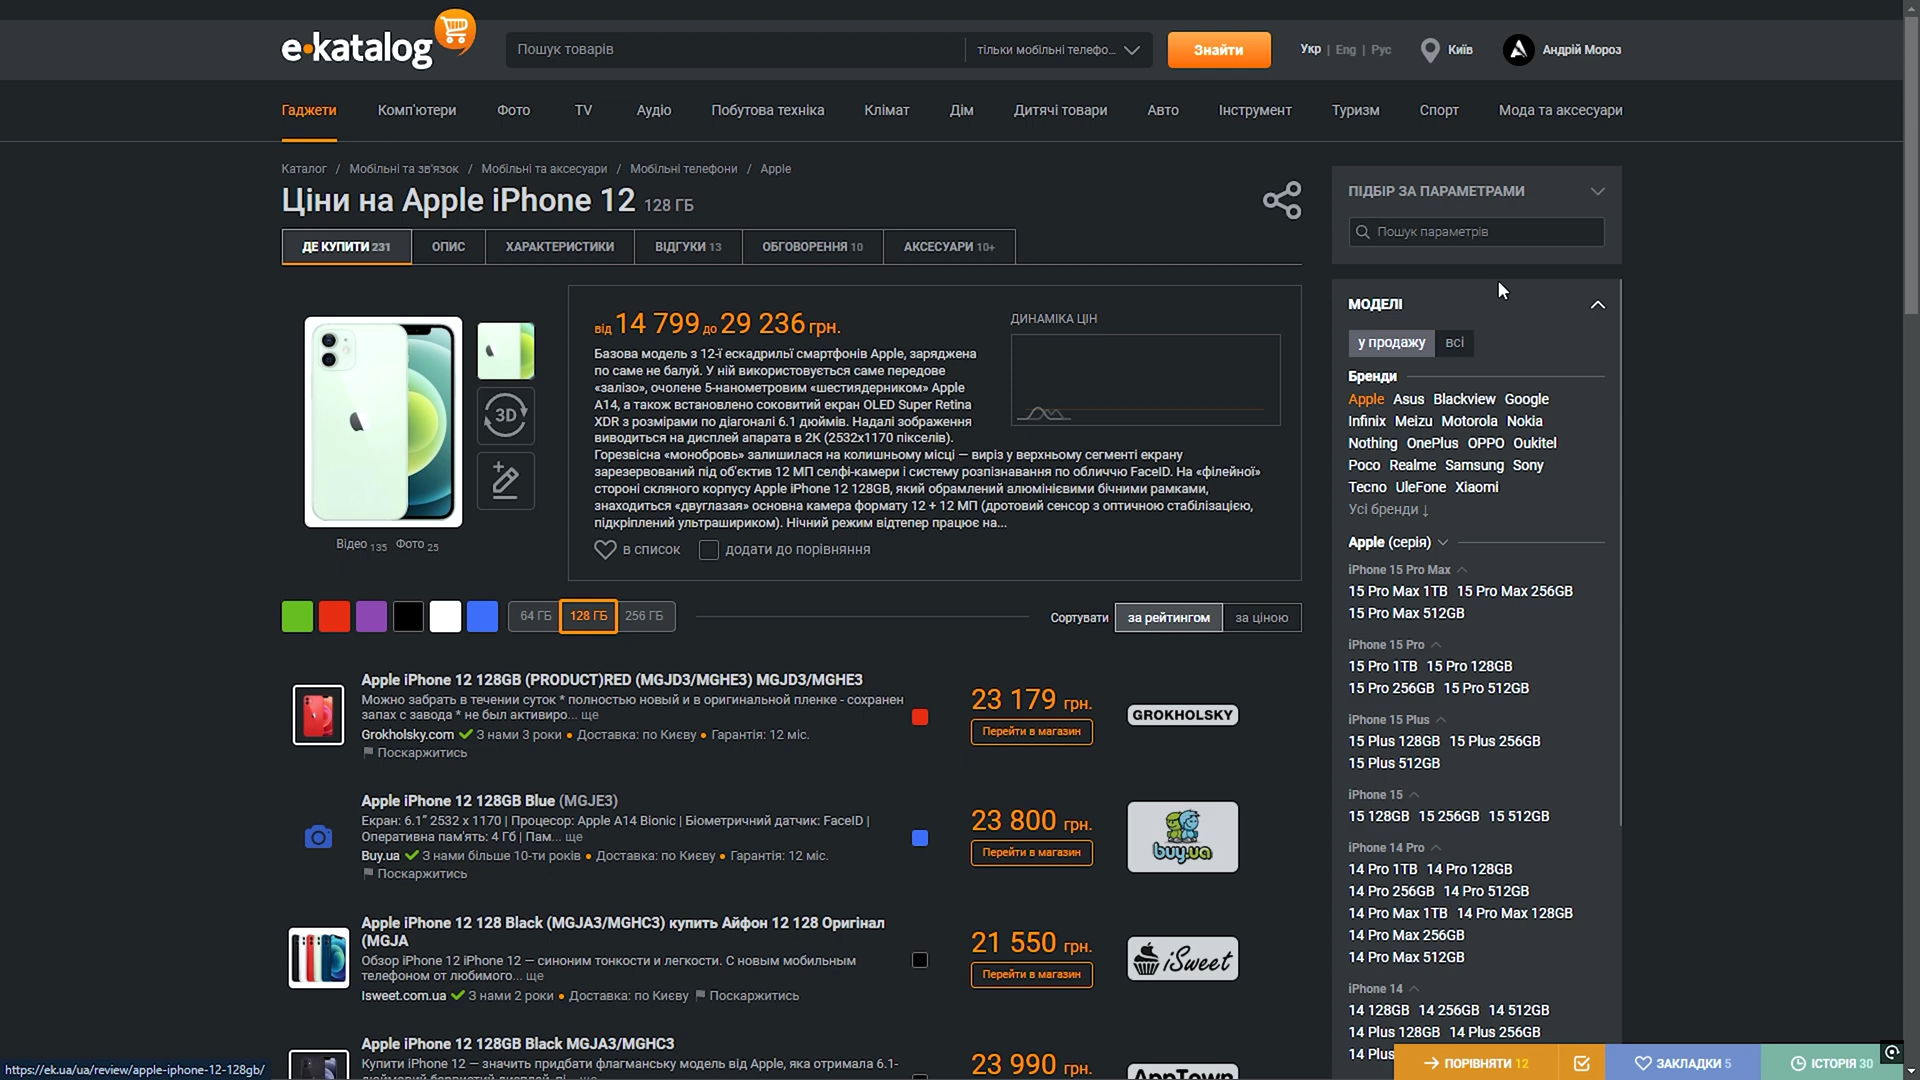 e·katalog
Пошук товарів
тільки мобільні телефо...
Знайти
Укр | Eng | Рус
Київ
Андрій Мороз
Гаджети
Комп'ютери
Фото
TV
Аудіо
Побутова техніка
Клімат
Дім
Дитячі товари
Авто
Інструмент
Туризм
Спорт
Мода та аксесуари
Каталог / Мобільні та зв'язок / Мобільні та аксесуари / Мобільні телефони / Apple
Ціни на Apple iPhone 12 128 ГБ
ДЕ КУПИТИ 231
ОПИС
ХАРАКТЕРИСТИКИ
ВІДГУКИ 13
ОБГОВОРЕННЯ 10
АКСЕСУАРИ 10+
3D
Відео 135 Фото 25
від 14 799 до 29 236 грн.
Базова модель з 12-ї ескадрильї смартфонів Apple, заряджена
по саме не балуй. У ній використовується саме передове
«залізо», очолене 5-нанометровим «шестиядерником» Apple
A14, а також встановлено соковитий екран OLED Super Retina
XDR з розмірами по діагоналі 6.1 дюймів. Надалі зображення
виводиться на дисплей апарата в 2К (2532x1170 пікселів).
Горезвісна «монобровь» залишилася на колишньому місці — виріз у верхньому сегменті екрану
зарезервований під об'єктив 12 МП селфі-камери і систему розпізнавання по обличчю FaceID. На «філейної»
стороні скляного корпусу Apple iPhone 12 128GB, який обрамлений алюмінієвими бічними рамками,
знаходиться «двуглазая» основна камера формату 12 + 12 МП (дротовий сенсор з оптичною стабілізацією,
підкріплений ультрашириком). Нічний режим відтепер працює на...
ДИНАМІКА ЦІН
в список
додати до порівняння
64 ГБ
128 ГБ
256 ГБ
Сортувати
за рейтингом
за ціною
Apple iPhone 12 128GB (PRODUCT)RED (MGJD3/MGHE3) MGJD3/MGHE3
Можно забрать в течении суток * полностью новый и в оригинальной пленке - сохранен
запах с завода * не был активиро... ще
Grokholsky.com З нами 3 роки • Доставка: по Києву • Гарантія: 12 міс.
Поскаржитись
23 179 грн.
Перейти в магазин
GROKHOLSKY
Apple iPhone 12 128GB Blue (MGJE3)
Екран: 6.1” 2532 x 1170 | Процесор: Apple A14 Bionic | Біометричний датчик: FaceID |
Оперативна пам'ять: 4 Гб | Пам... ще
Buy.ua З нами більше 10-ти років • Доставка: по Києву • Гарантія: 12 міс.
Поскаржитись
23 800 грн.
Перейти в магазин
buy.ua
Apple iPhone 12 128 Black (MGJA3/MGHC3) купить Айфон 12 128 Оригінал
(MGJA
Обзор iPhone 12 iPhone 12 — синоним тонкости и легкости. С новым мобильным
телефоном от любимого... ще
Isweet.com.ua З нами 2 роки • Доставка: по Києву Поскаржитись
21 550 грн.
Перейти в магазин
iSweet
Apple iPhone 12 128GB Black MGJA3/MGHC3
Купити iPhone 12 — значить придбати флагманську модель від Apple, яка отримала 6.1-
23 990 грн.
AppTown
ПІДБІР ЗА ПАРАМЕТРАМИ
Пошук параметрів
МОДЕЛІ
у продажу
всі
Бренди
Apple Asus Blackview Google
Infinix Meizu Motorola Nokia
Nothing OnePlus OPPO Oukitel
Poco Realme Samsung Sony
Tecno UleFone Xiaomi
Усі бренди ↓
Apple (серія)
iPhone 15 Pro Max
15 Pro Max 1TB 15 Pro Max 256GB
15 Pro Max 512GB
iPhone 15 Pro
15 Pro 1TB 15 Pro 128GB
15 Pro 256GB 15 Pro 512GB
iPhone 15 Plus
15 Plus 128GB 15 Plus 256GB
15 Plus 512GB
iPhone 15
15 128GB 15 256GB 15 512GB
iPhone 14 Pro
14 Pro 1TB 14 Pro 128GB
14 Pro 256GB 14 Pro 512GB
14 Pro Max 1TB 14 Pro Max 128GB
14 Pro Max 256GB
14 Pro Max 512GB
iPhone 14
14 128GB 14 256GB 14 512GB
14 Plus 128GB 14 Plus 256GB
14 Plus
ПОРІВНЯТИ 12
ЗАКЛАДКИ 5
ІСТОРІЯ 30
https://ek.ua/ua/review/apple-iphone-12-128gb/